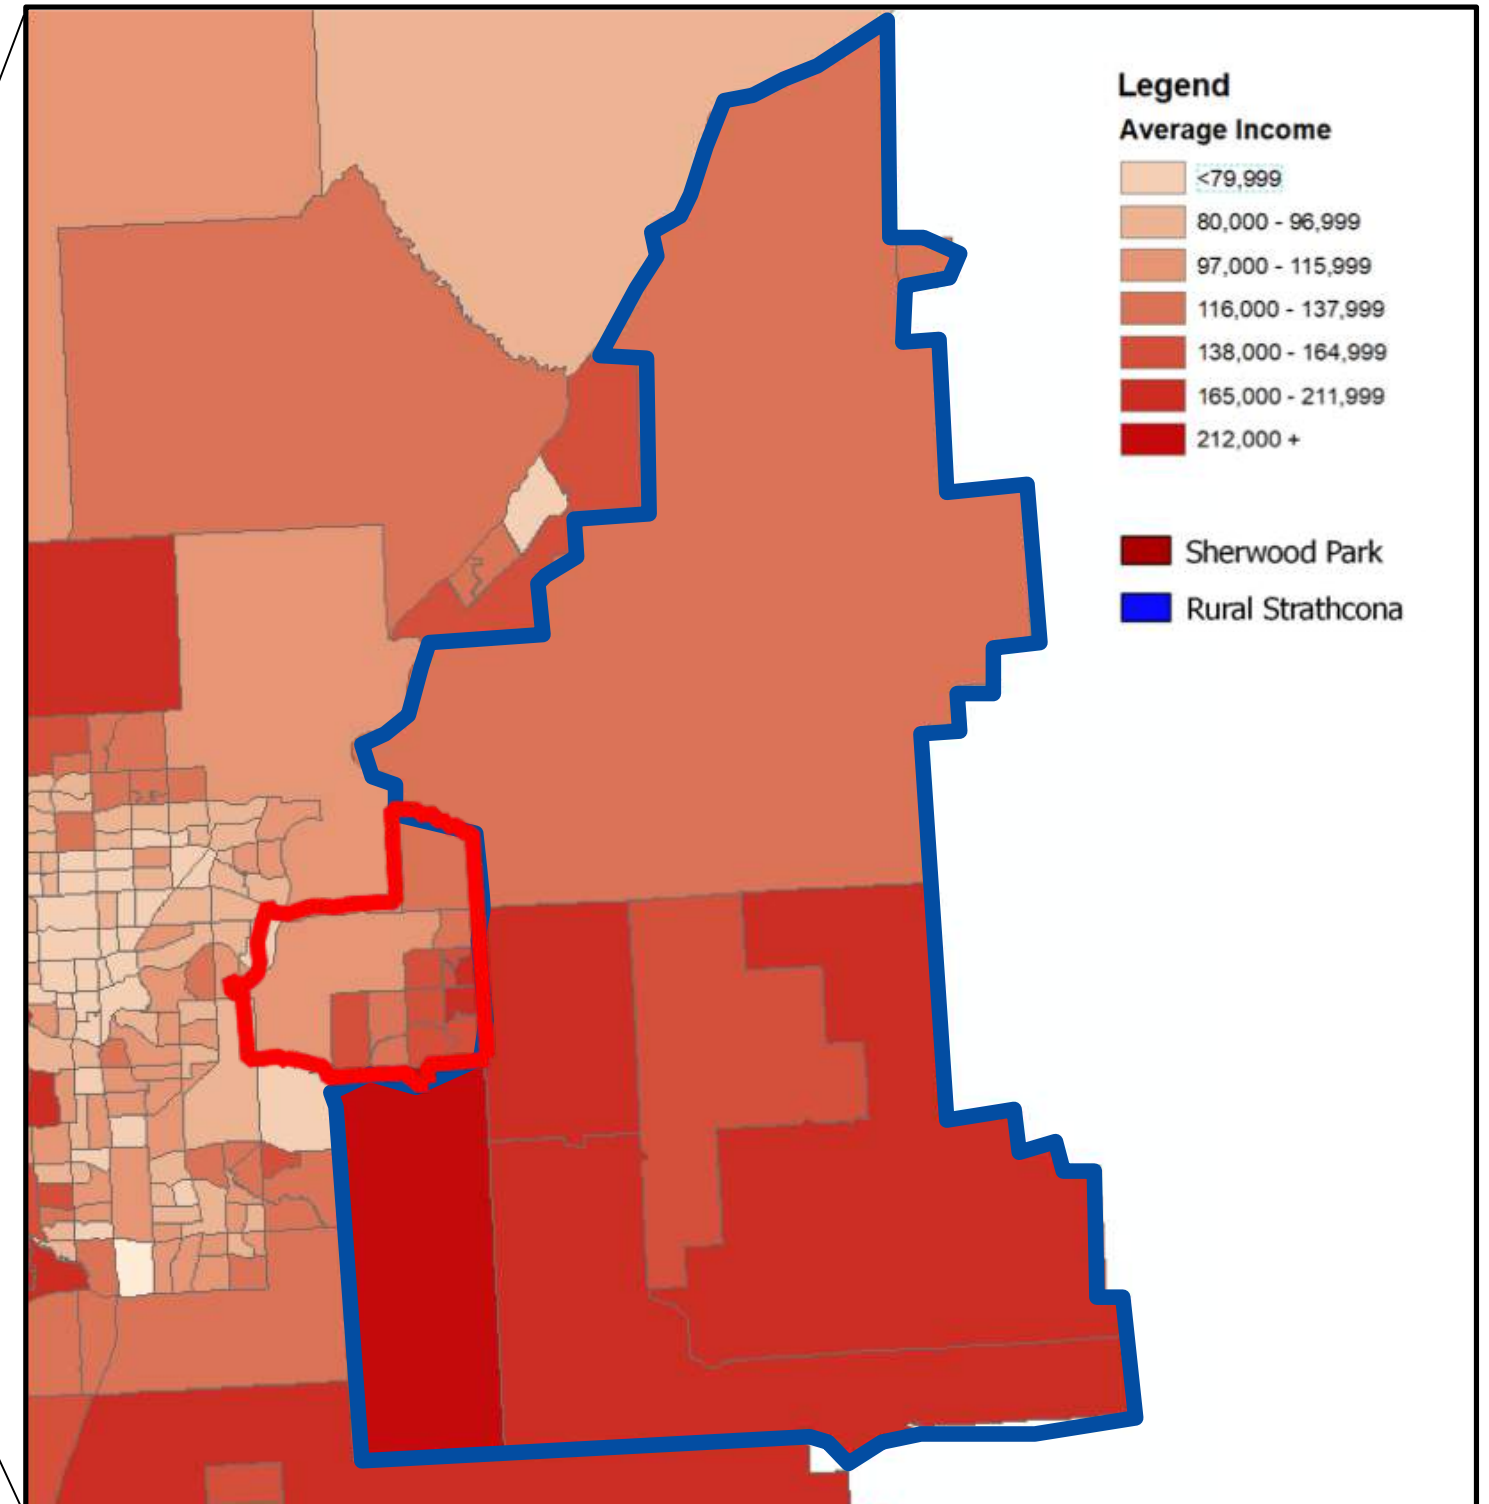 Legend
Average Income
<79,999
80,000 - 96,999
97,000 - 115,999
116,000 - 137,999
138,000 - 164,999
165,000 - 211,999
212,000 +
Sherwood Park
Rural Strathcona